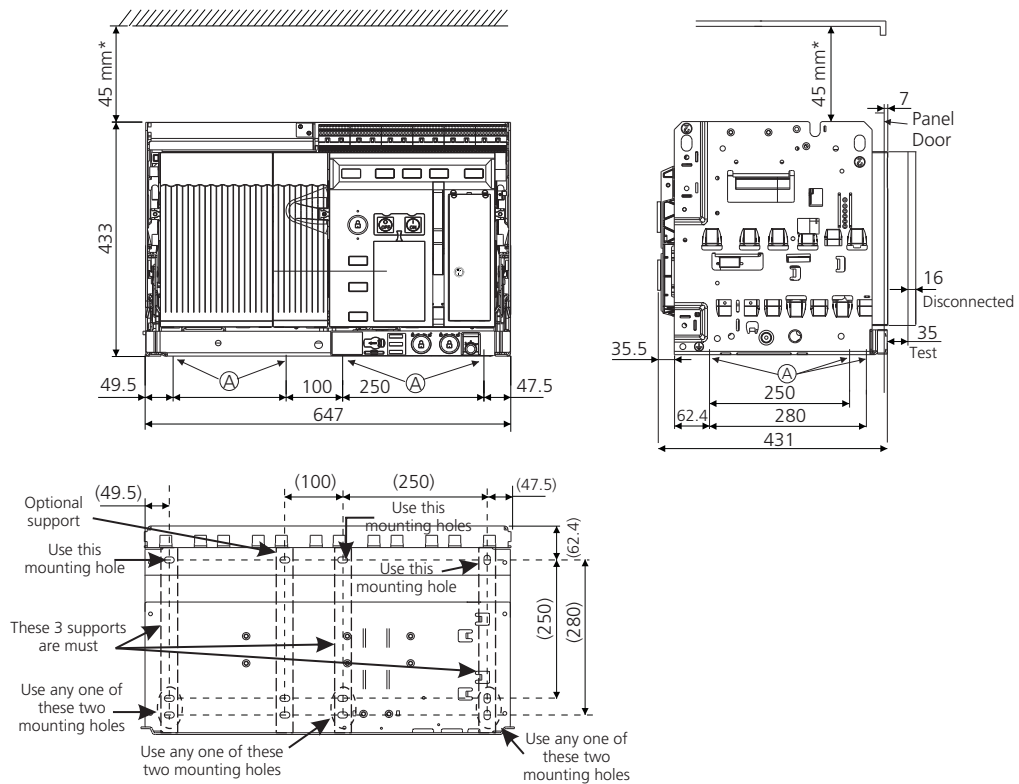 45 mm*
433
A
A
49.5
100
250
47.5
647
45 mm*
7
Panel
Door
16
Disconnected
35
Test
35.5
A
250
62.4
280
431
(49.5)
(100)
(250)
(47.5)
Optional
support
Use this
mounting holes
(62.4)
Use this
mounting hole
Use this
mounting hole
(250)
(280)
These 3 supports
are must
Use any one of
these two
mounting holes
Use any one of these
two mounting holes
Use any one of
these two
mounting holes